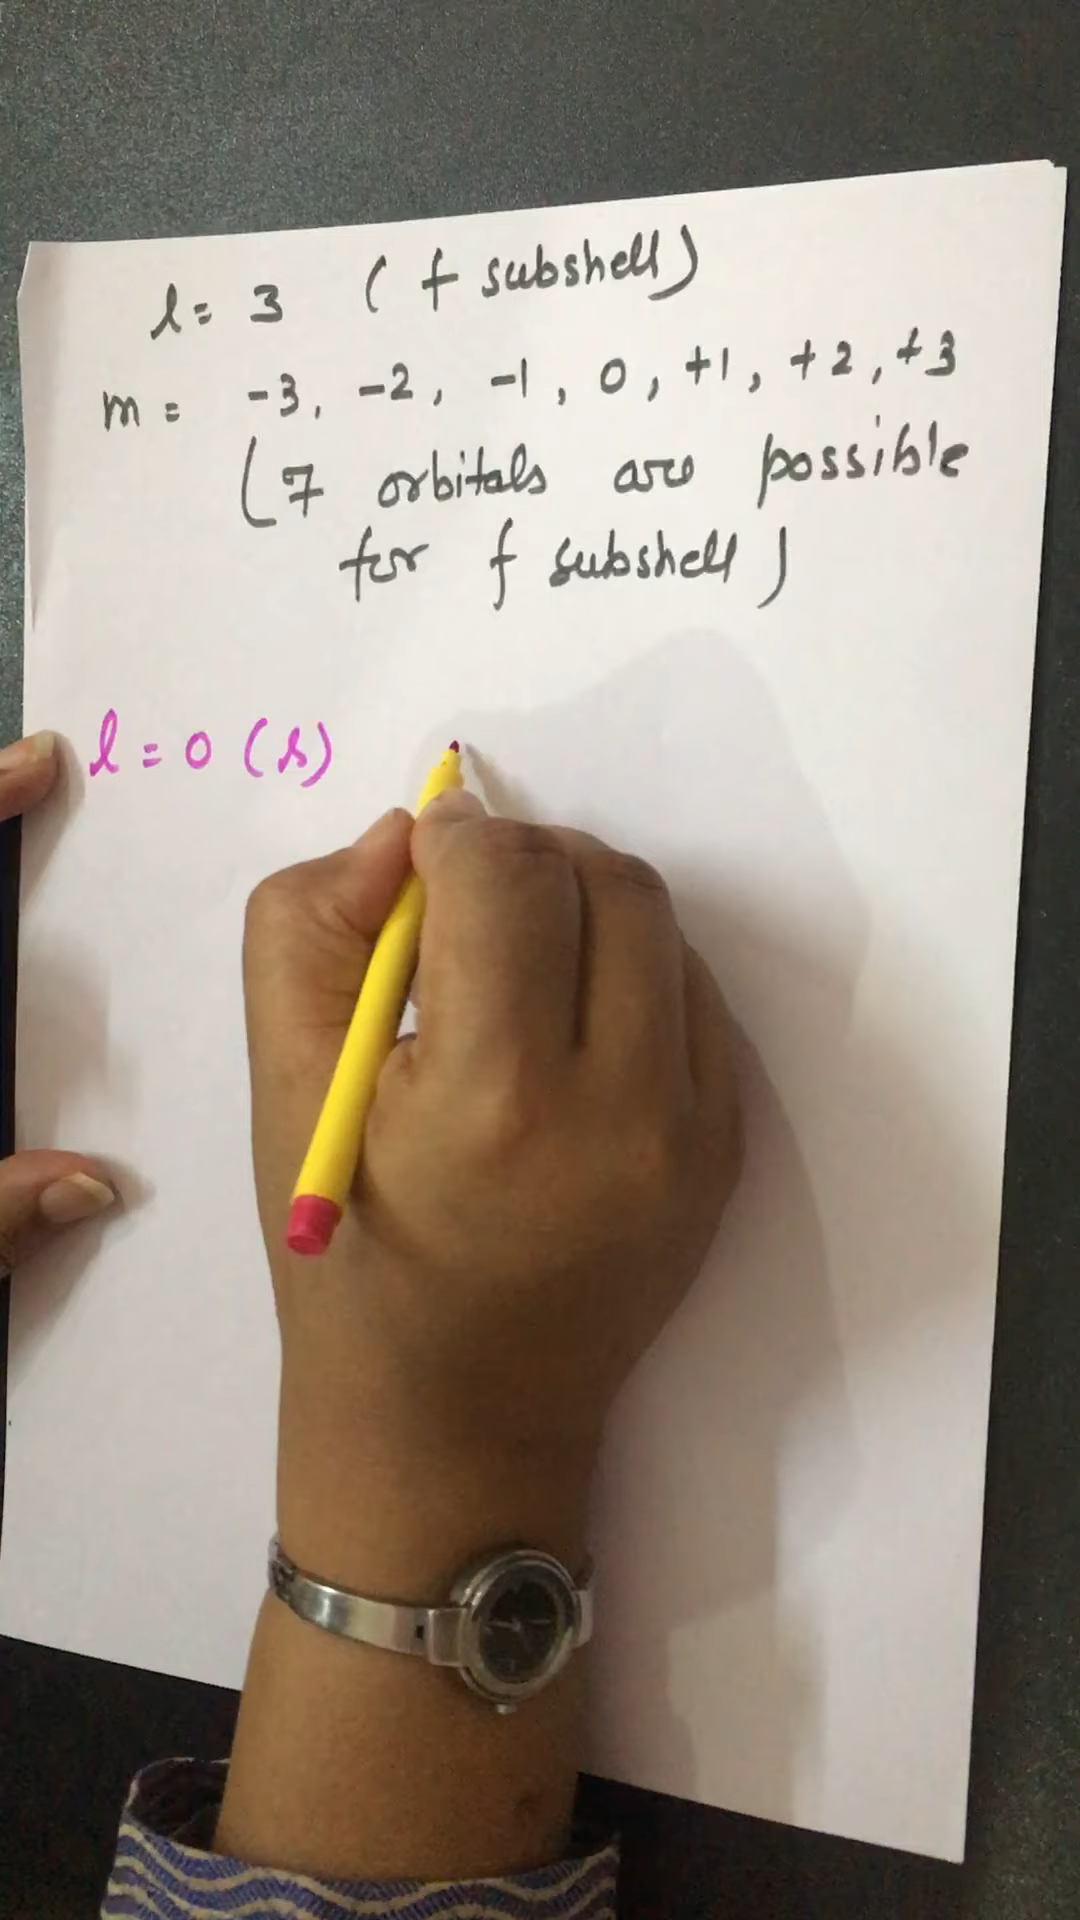 l = 3 ( f subshell)
m = -3, -2, -1, 0, +1, +2, +3
(7 orbitals are possible
for f subshell)
l = 0 (s)